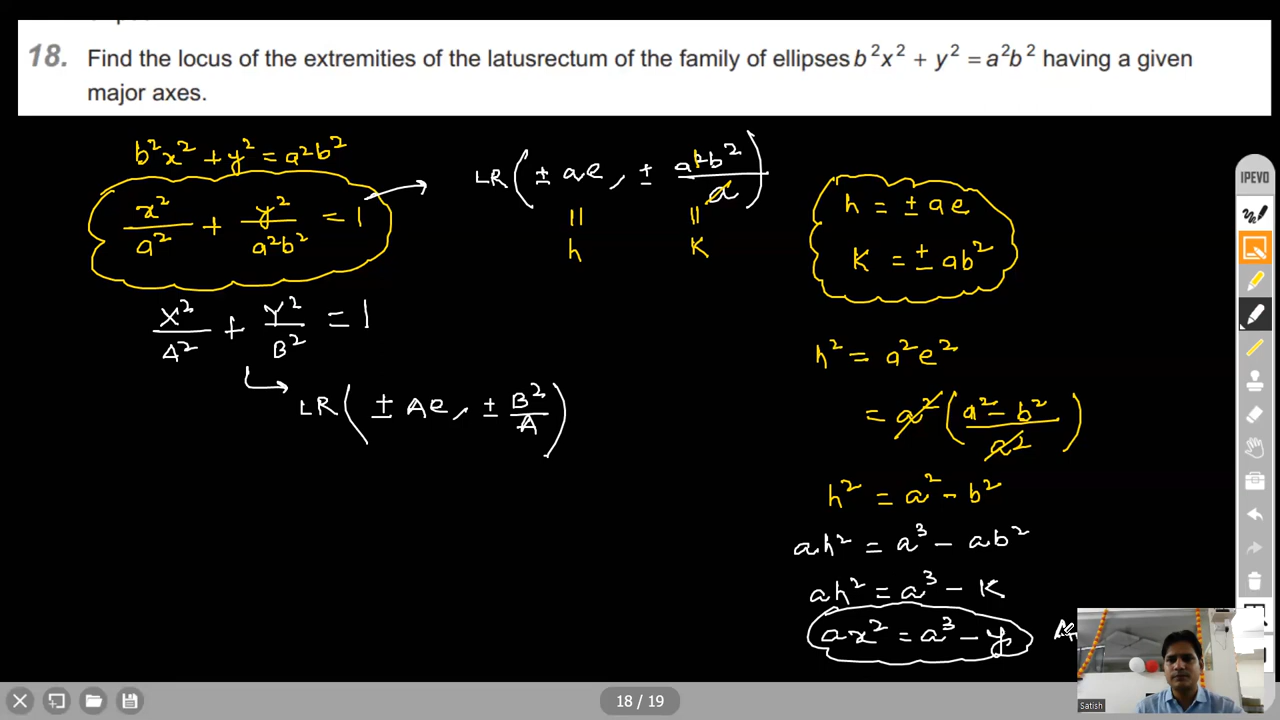 18. Find the locus of the extremities of the latusrectum of the family of ellipses b²x² + y² = a²b² having a given
major axes.
b²x² + y² = a²b²
x²/a² + y²/a²b² = 1
X²/A² + Y²/B² = 1
LR(± Ae, ± B²/A)
LR(± ae, ± a²b²/a)
|| ||
h K
h = ± ae
K = ± ab²
h² = a²e²
= a²(a² - b²/a²)
h² = a² - b²
ah² = a³ - ab²
ah² = a³ - K
ax² = a³ - y
IPEVO
Satish
18 / 19